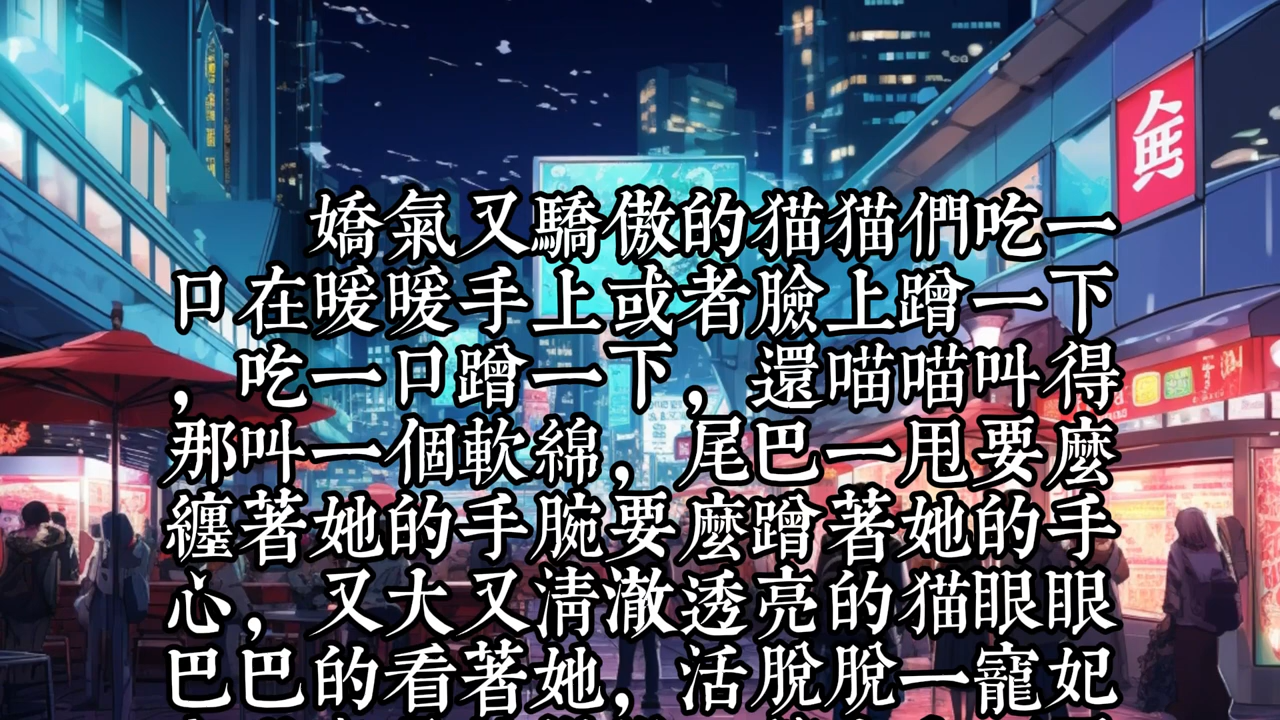 嬌氣又驕傲的猫猫們吃一
口在暖暖手上或者臉上蹭一下
，吃一口蹭一下，還喵喵叫得
那叫一個軟綿，尾巴一甩要麼
纏著她的手腕要麼蹭著她的手
心，又大又清澈透亮的猫眼眼
巴巴的看著她，活脫脫一寵妃